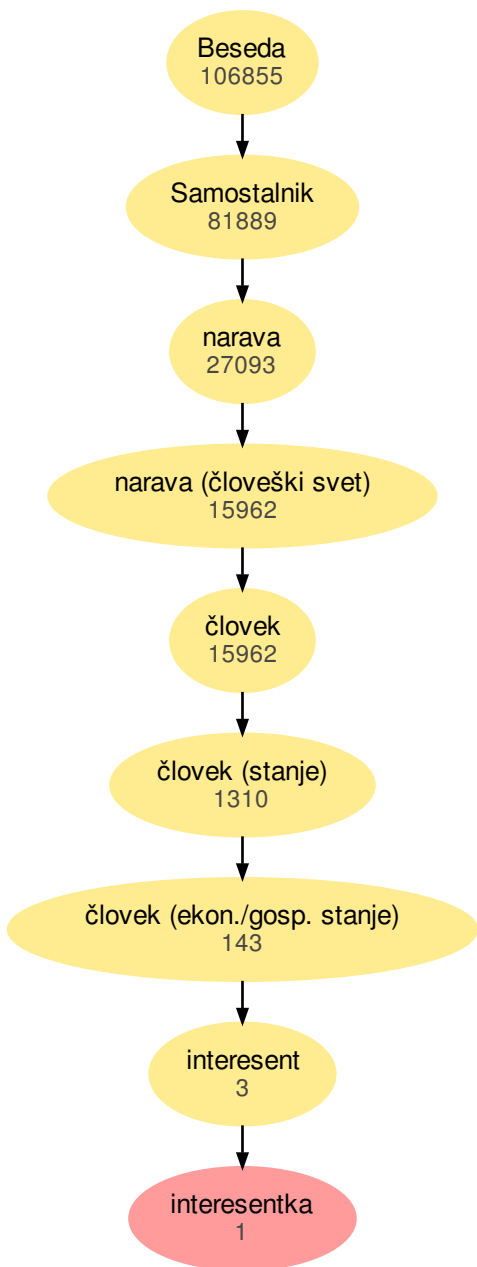 Beseda
106855
Samostalnik
81889
narava
27093
narava (človeški svet)
15962
človek
15962
človek (stanje)
1310
človek (ekon./gosp. stanje)
143
interesent
3
interesentka
1